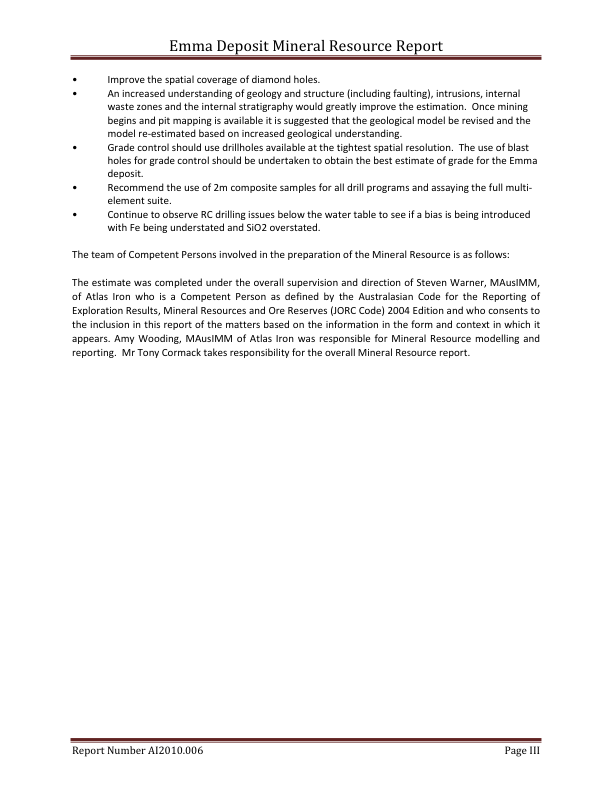 Emma Deposit Mineral Resource Report
• Improve the spatial coverage of diamond holes.
• An increased understanding of geology and structure (including faulting), intrusions, internal
waste zones and the internal stratigraphy would greatly improve the estimation. Once mining
begins and pit mapping is available it is suggested that the geological model be revised and the
model re-estimated based on increased geological understanding.
• Grade control should use drillholes available at the tightest spatial resolution. The use of blast
holes for grade control should be undertaken to obtain the best estimate of grade for the Emma
deposit.
• Recommend the use of 2m composite samples for all drill programs and assaying the full multi-
element suite.
• Continue to observe RC drilling issues below the water table to see if a bias is being introduced
with Fe being understated and SiO2 overstated.
The team of Competent Persons involved in the preparation of the Mineral Resource is as follows:
The estimate was completed under the overall supervision and direction of Steven Warner, MAusIMM,
of Atlas Iron who is a Competent Person as defined by the Australasian Code for the Reporting of
Exploration Results, Mineral Resources and Ore Reserves (JORC Code) 2004 Edition and who consents to
the inclusion in this report of the matters based on the information in the form and context in which it
appears. Amy Wooding, MAusIMM of Atlas Iron was responsible for Mineral Resource modelling and
reporting. Mr Tony Cormack takes responsibility for the overall Mineral Resource report.
Report Number AI2010.006 Page III